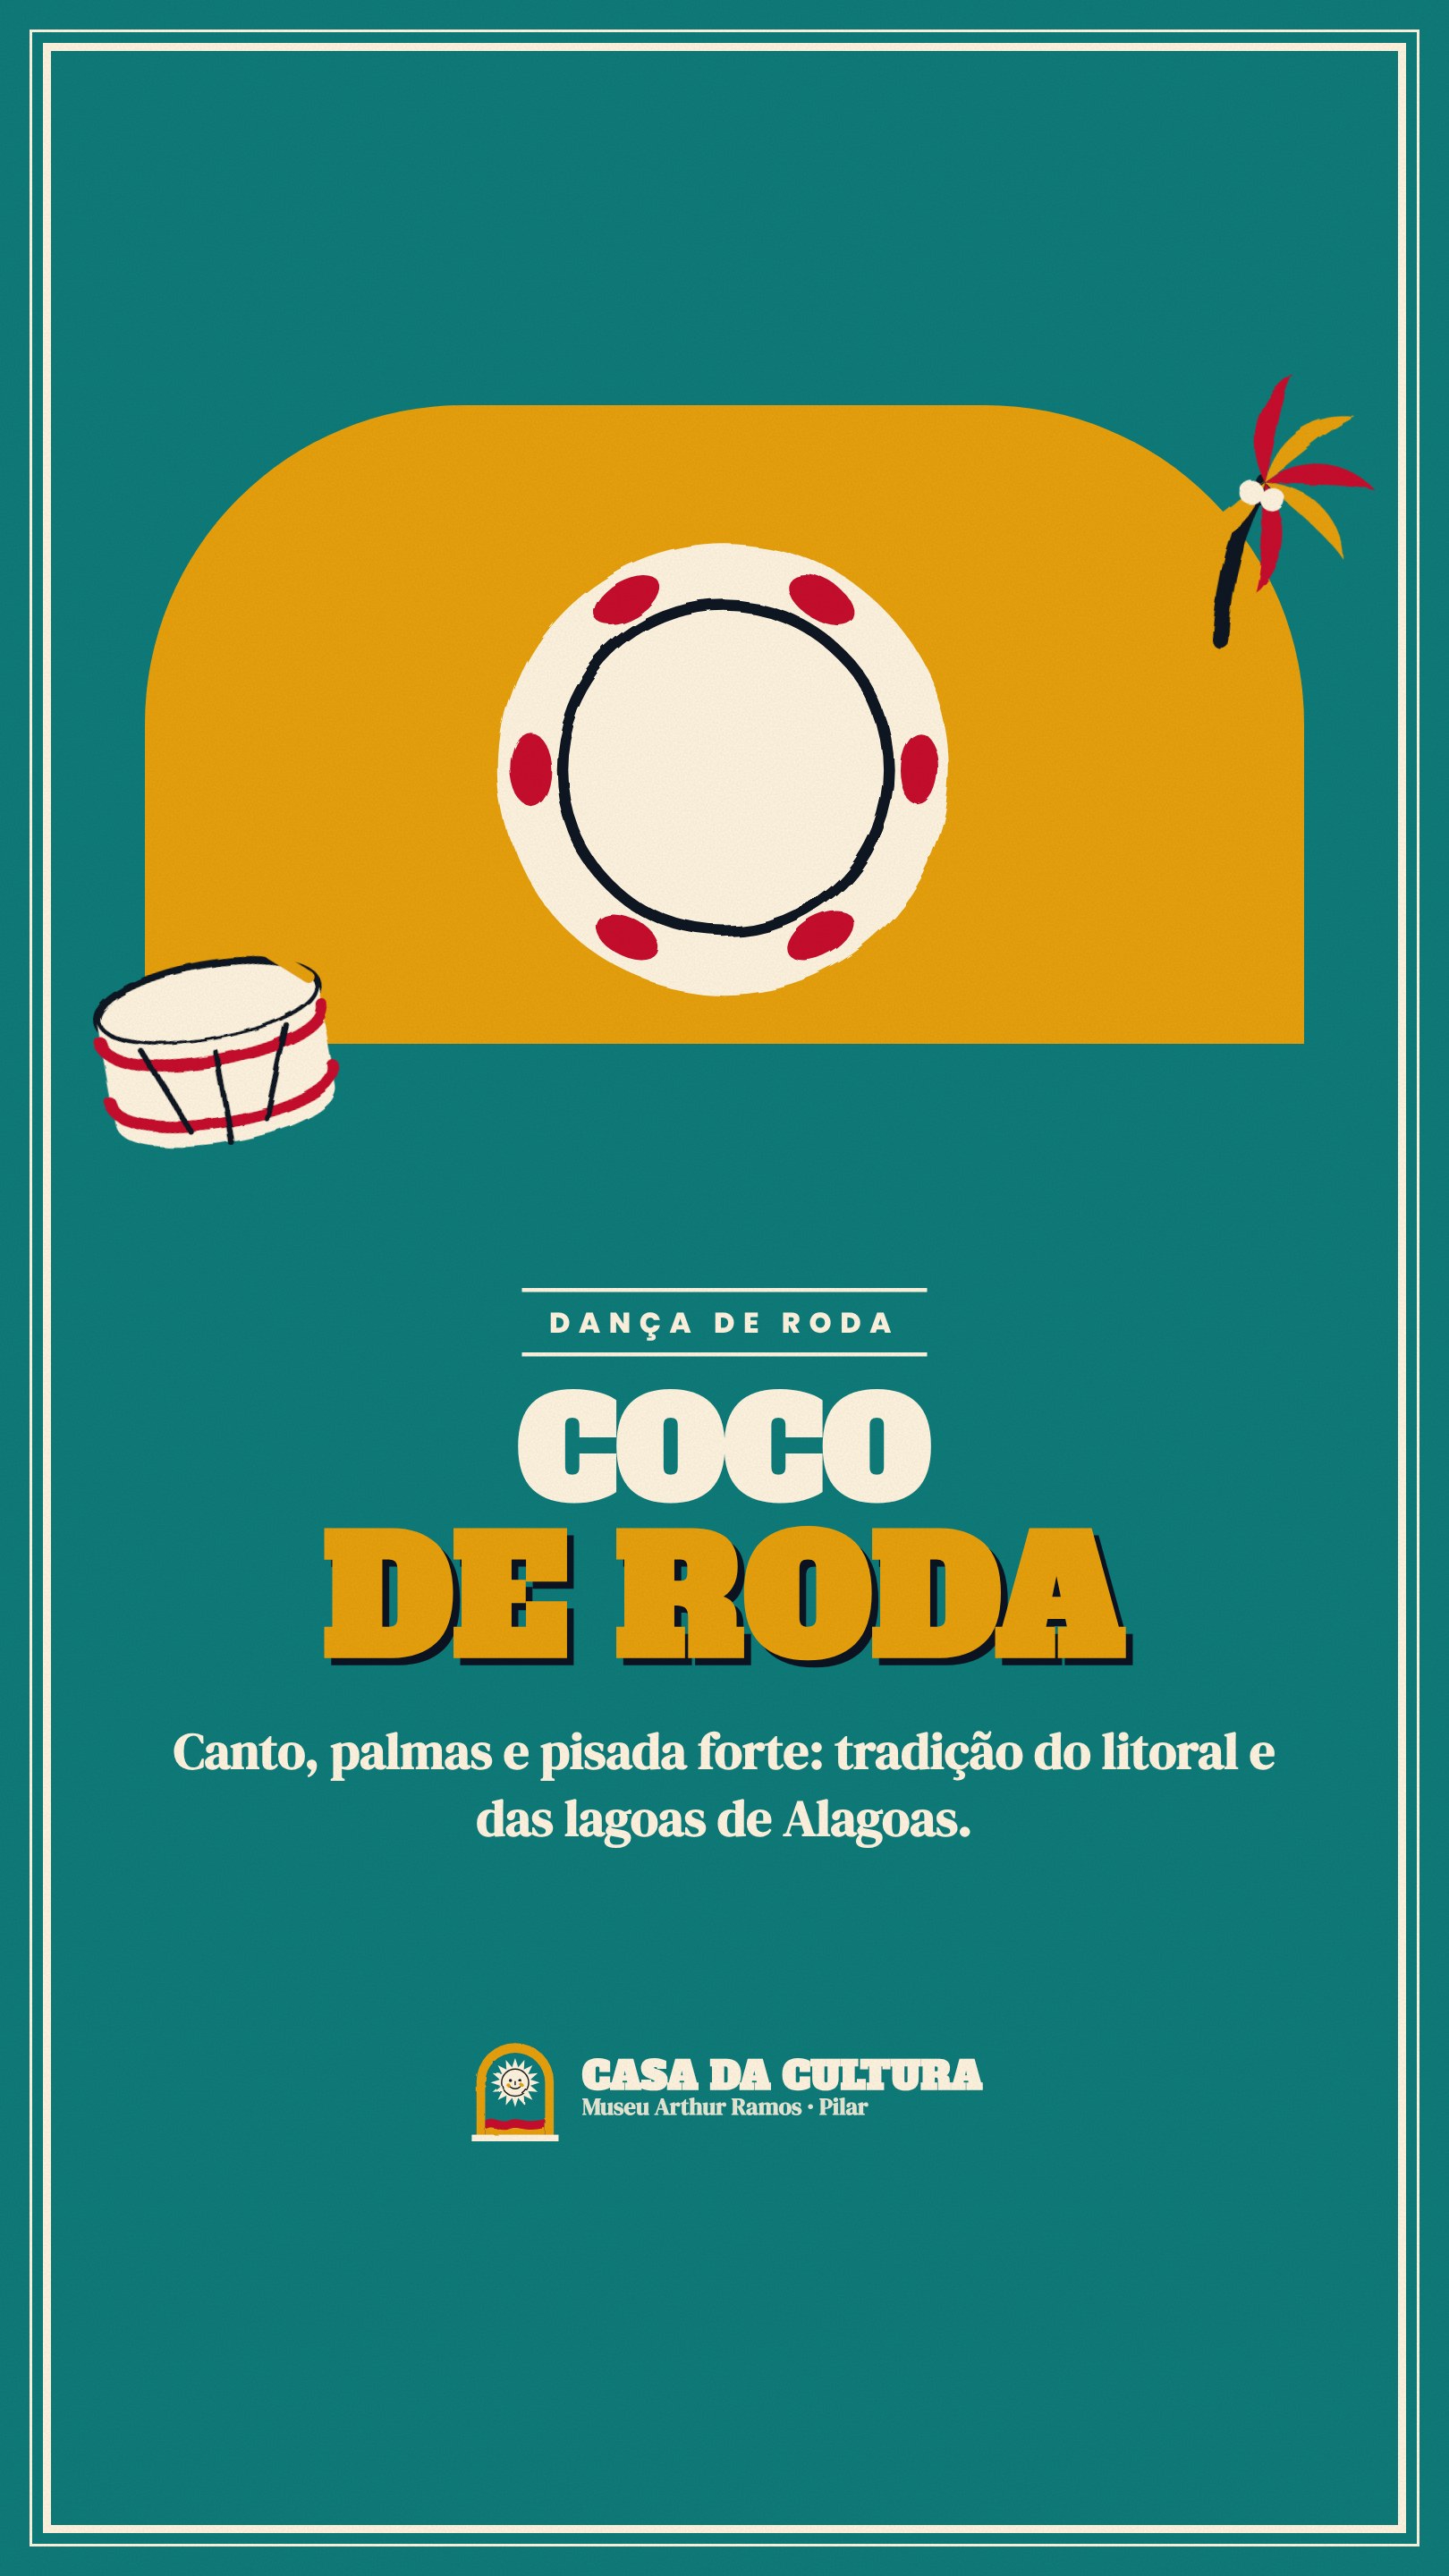 DANÇA DE RODA
COCO
DE RODA
Canto, palmas e pisada forte: tradição do litoral e
das lagoas de Alagoas.
CASA DA CULTURA
Museu Arthur Ramos • Pilar